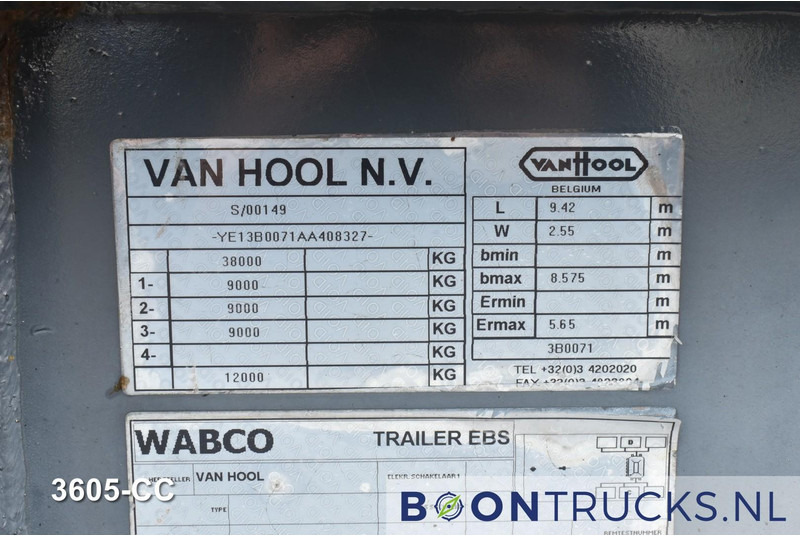 VAN HOOL N.V.
VANHOOL
BELGIUM
S/00149
-YE13B0071AA408327-
38000 KG
1- 9000 KG
2- 9000 KG
3- 9000 KG
4- KG
12000 KG
L 9.42 m
W 2.55 m
bmin m
bmax 8.575 m
Ermin m
Ermax 5.65 m
3B0071
TEL +32(0)3 4202020
WABCO TRAILER EBS
VAN HOOL
TYPE
D
3605-CC
BOONTRUCKS.NL